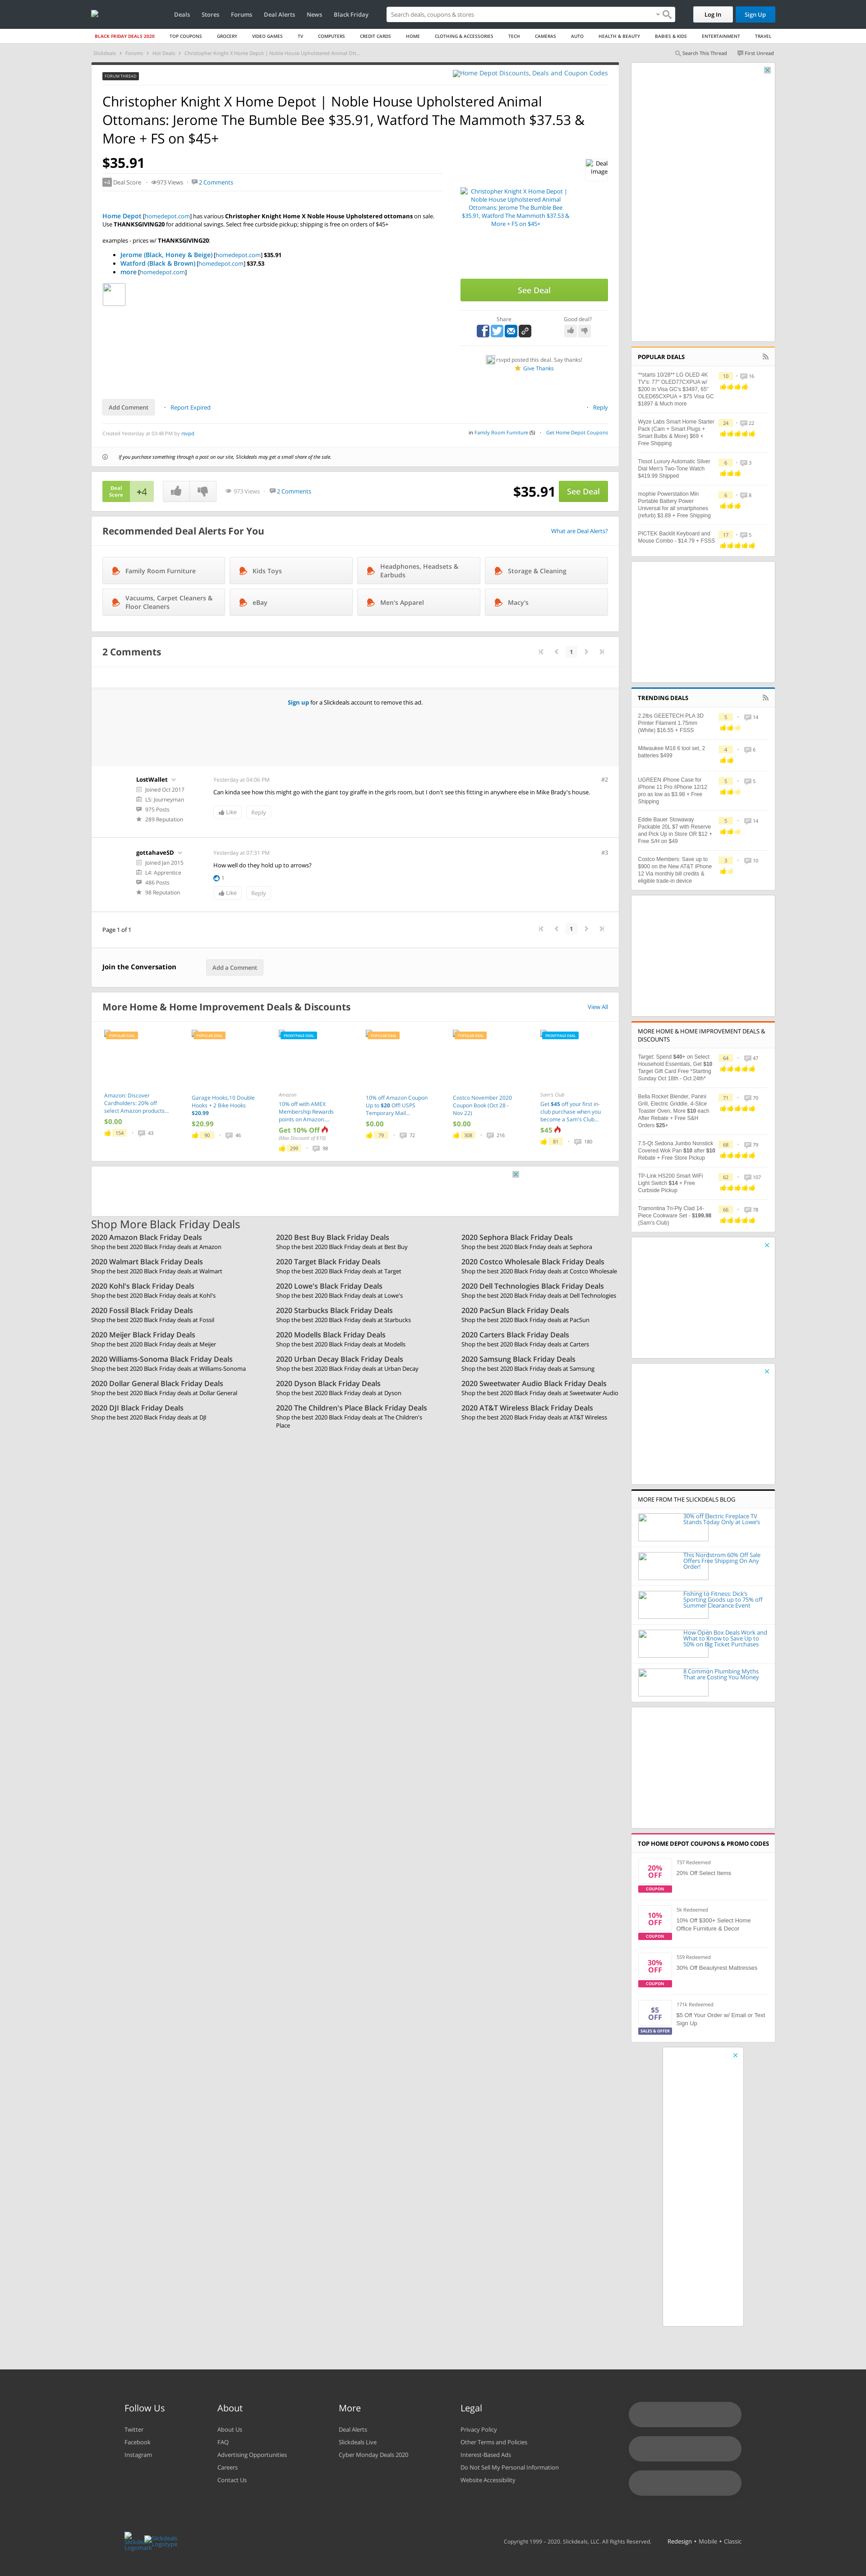 Deals
Stores
Forums
Deal Alerts
News
Black Friday
Search deals, coupons & stores
Log In
Sign Up
BLACK FRIDAY DEALS 2020
TOP COUPONS
GROCERY
VIDEO GAMES
TV
COMPUTERS
CREDIT CARDS
HOME
CLOTHING & ACCESSORIES
TECH
CAMERAS
AUTO
HEALTH & BEAUTY
BABIES & KIDS
ENTERTAINMENT
TRAVEL
Slickdeals
Forums
Hot Deals
Christopher Knight X Home Depot | Noble House Upholstered Animal Ott...
Search This Thread
First Unread
FORUM THREAD
Home Depot Discounts, Deals and Coupon Codes
Christopher Knight X Home Depot | Noble House Upholstered Animal
Ottomans: Jerome The Bumble Bee $35.91, Watford The Mammoth $37.53 &
More + FS on $45+
$35.91
Deal
Image
+4 Deal Score
973 Views
2 Comments
Christopher Knight X Home Depot |
Noble House Upholstered Animal
Ottomans: Jerome The Bumble Bee
$35.91, Watford The Mammoth $37.53 &
More + FS on $45+
Home Depot [homedepot.com] has various Christopher Knight Home X Noble House Upholstered ottomans on sale.
Use THANKSGIVING20 for additional savings. Select free curbside pickup; shipping is free on orders of $45+
examples - prices w/ THANKSGIVING20:
Jerome (Black, Honey & Beige) [homedepot.com] $35.91
Watford (Black & Brown) [homedepot.com] $37.53
more [homedepot.com]
See Deal
Share
Good deal?
rsvpd posted this deal. Say thanks!
Give Thanks
Add Comment
Report Expired
Reply
Created Yesterday at 03:48 PM by rsvpd
in Family Room Furniture (5)
Get Home Depot Coupons
If you purchase something through a post on our site, Slickdeals may get a small share of the sale.
Deal
Score
+4
973 Views
2 Comments
$35.91
See Deal
Recommended Deal Alerts For You
What are Deal Alerts?
Family Room Furniture
Kids Toys
Headphones, Headsets &
Earbuds
Storage & Cleaning
Vacuums, Carpet Cleaners &
Floor Cleaners
eBay
Men's Apparel
Macy's
2 Comments
1
Sign up for a Slickdeals account to remove this ad.
LostWallet
Joined Oct 2017
L5: Journeyman
975 Posts
289 Reputation
Yesterday at 04:06 PM
#2
Can kinda see how this might go with the giant toy giraffe in the girls room, but I don't see this fitting in anywhere else in Mike Brady's house.
Like
Reply
gottahaveSD
Joined Jan 2015
L4: Apprentice
486 Posts
98 Reputation
Yesterday at 07:31 PM
#3
How well do they hold up to arrows?
1
Like
Reply
Page 1 of 1
1
Join the Conversation
Add a Comment
More Home & Home Improvement Deals & Discounts
View All
POPULAR DEAL
Amazon: Discover
Cardholders: 20% off
select Amazon products...
$0.00
154
43
POPULAR DEAL
Garage Hooks,10 Double
Hooks + 2 Bike Hooks
$20.99
$20.99
90
46
FRONTPAGE DEAL
Amazon
10% off with AMEX
Membership Rewards
points on Amazon....
Get 10% Off
(Max Discount of $15)
299
98
POPULAR DEAL
10% off Amazon Coupon
Up to $20 Off! USPS
Temporary Mail...
$0.00
79
72
POPULAR DEAL
Costco November 2020
Coupon Book (Oct 28 -
Nov 22)
$0.00
308
216
FRONTPAGE DEAL
Sam's Club
Get $45 off your first in-
club purchase when you
become a Sam's Club...
$45
81
180
Shop More Black Friday Deals
2020 Amazon Black Friday Deals
Shop the best 2020 Black Friday deals at Amazon
2020 Best Buy Black Friday Deals
Shop the best 2020 Black Friday deals at Best Buy
2020 Sephora Black Friday Deals
Shop the best 2020 Black Friday deals at Sephora
2020 Walmart Black Friday Deals
Shop the best 2020 Black Friday deals at Walmart
2020 Target Black Friday Deals
Shop the best 2020 Black Friday deals at Target
2020 Costco Wholesale Black Friday Deals
Shop the best 2020 Black Friday deals at Costco Wholesale
2020 Kohl's Black Friday Deals
Shop the best 2020 Black Friday deals at Kohl's
2020 Lowe's Black Friday Deals
Shop the best 2020 Black Friday deals at Lowe's
2020 Dell Technologies Black Friday Deals
Shop the best 2020 Black Friday deals at Dell Technologies
2020 Fossil Black Friday Deals
Shop the best 2020 Black Friday deals at Fossil
2020 Starbucks Black Friday Deals
Shop the best 2020 Black Friday deals at Starbucks
2020 PacSun Black Friday Deals
Shop the best 2020 Black Friday deals at PacSun
2020 Meijer Black Friday Deals
Shop the best 2020 Black Friday deals at Meijer
2020 Modells Black Friday Deals
Shop the best 2020 Black Friday deals at Modells
2020 Carters Black Friday Deals
Shop the best 2020 Black Friday deals at Carters
2020 Williams-Sonoma Black Friday Deals
Shop the best 2020 Black Friday deals at Williams-Sonoma
2020 Urban Decay Black Friday Deals
Shop the best 2020 Black Friday deals at Urban Decay
2020 Samsung Black Friday Deals
Shop the best 2020 Black Friday deals at Samsung
2020 Dollar General Black Friday Deals
Shop the best 2020 Black Friday deals at Dollar General
2020 Dyson Black Friday Deals
Shop the best 2020 Black Friday deals at Dyson
2020 Sweetwater Audio Black Friday Deals
Shop the best 2020 Black Friday deals at Sweetwater Audio
2020 DJI Black Friday Deals
Shop the best 2020 Black Friday deals at DJI
2020 The Children's Place Black Friday Deals
Shop the best 2020 Black Friday deals at The Children's
Place
2020 AT&T Wireless Black Friday Deals
Shop the best 2020 Black Friday deals at AT&T Wireless
POPULAR DEALS
**starts 10/28** LG OLED 4K
TV's: 77" OLED77CXPUA w/
$200 in Visa GC's $3497, 65"
OLED65CXPUA + $75 Visa GC
$1897 & Much more
10
16
Wyze Labs Smart Home Starter
Pack (Cam + Smart Plugs +
Smart Bulbs & More) $69 +
Free Shipping
24
22
Tissot Luxury Automatic Silver
Dial Men's Two-Tone Watch
$419.99 Shipped
6
3
mophie Powerstation Mini
Portable Battery Power
Universal for all smartphones
(refurb) $3.89 + Free Shipping
6
8
PICTEK Backlit Keyboard and
Mouse Combo - $14.79 + FSSS
17
5
TRENDING DEALS
2.2lbs GEEETECH PLA 3D
Printer Filament 1.75mm
(White) $16.55 + FSSS
5
14
Milwaukee M18 6 tool set, 2
batteries $499
4
6
UGREEN iPhone Case for
iPhone 11 Pro /iPhone 12/12
pro as low as $3.98 + Free
Shipping
5
5
Eddie Bauer Stowaway
Packable 20L $7 with Reserve
and Pick Up in Store OR $12 +
Free S/H on $49
5
14
Costco Members: Save up to
$900 on the New AT&T iPhone
12 Via monthly bill credits &
eligible trade-in device
3
10
MORE HOME & HOME IMPROVEMENT DEALS &
DISCOUNTS
Target: Spend $40+ on Select
Household Essentials, Get $10
Target Gift Card Free *Starting
Sunday Oct 18th - Oct 24th*
64
47
Bella Rocket Blender, Panini
Grill, Electric Griddle, 4-Slice
Toaster Oven, More $10 each
After Rebate + Free S&H
Orders $25+
71
70
7.5-Qt Sedona Jumbo Nonstick
Covered Wok Pan $10 after $10
Rebate + Free Store Pickup
68
79
TP-Link HS200 Smart WiFi
Light Switch $14 + Free
Curbside Pickup
62
107
Tramontina Tri-Ply Clad 14-
Piece Cookware Set - $199.98
(Sam's Club)
66
78
MORE FROM THE SLICKDEALS BLOG
30% off Electric Fireplace TV
Stands Today Only at Lowe's
This Nordstrom 60% Off Sale
Offers Free Shipping On Any
Order!
Fishing to Fitness: Dick's
Sporting Goods up to 75% off
Summer Clearance Event
How Open Box Deals Work and
What to Know to Save Up to
50% on Big Ticket Purchases
8 Common Plumbing Myths
That are Costing You Money
TOP HOME DEPOT COUPONS & PROMO CODES
20%
OFF
COUPON
737 Redeemed
20% Off Select Items
10%
OFF
COUPON
5k Redeemed
10% Off $300+ Select Home
Office Furniture & Decor
30%
OFF
COUPON
559 Redeemed
30% Off Beautyrest Mattresses
$5
OFF
SALES & OFFER
171k Redeemed
$5 Off Your Order w/ Email or Text
Sign Up
Follow Us
Twitter
Facebook
Instagram
About
About Us
FAQ
Advertising Opportunities
Careers
Contact Us
More
Deal Alerts
Slickdeals Live
Cyber Monday Deals 2020
Legal
Privacy Policy
Other Terms and Policies
Interest-Based Ads
Do Not Sell My Personal Information
Website Accessibility
Slickdeals
Logomark
Slickdeals
Logotype
Copyright 1999 - 2020. Slickdeals, LLC. All Rights Reserved.
Redesign • Mobile • Classic